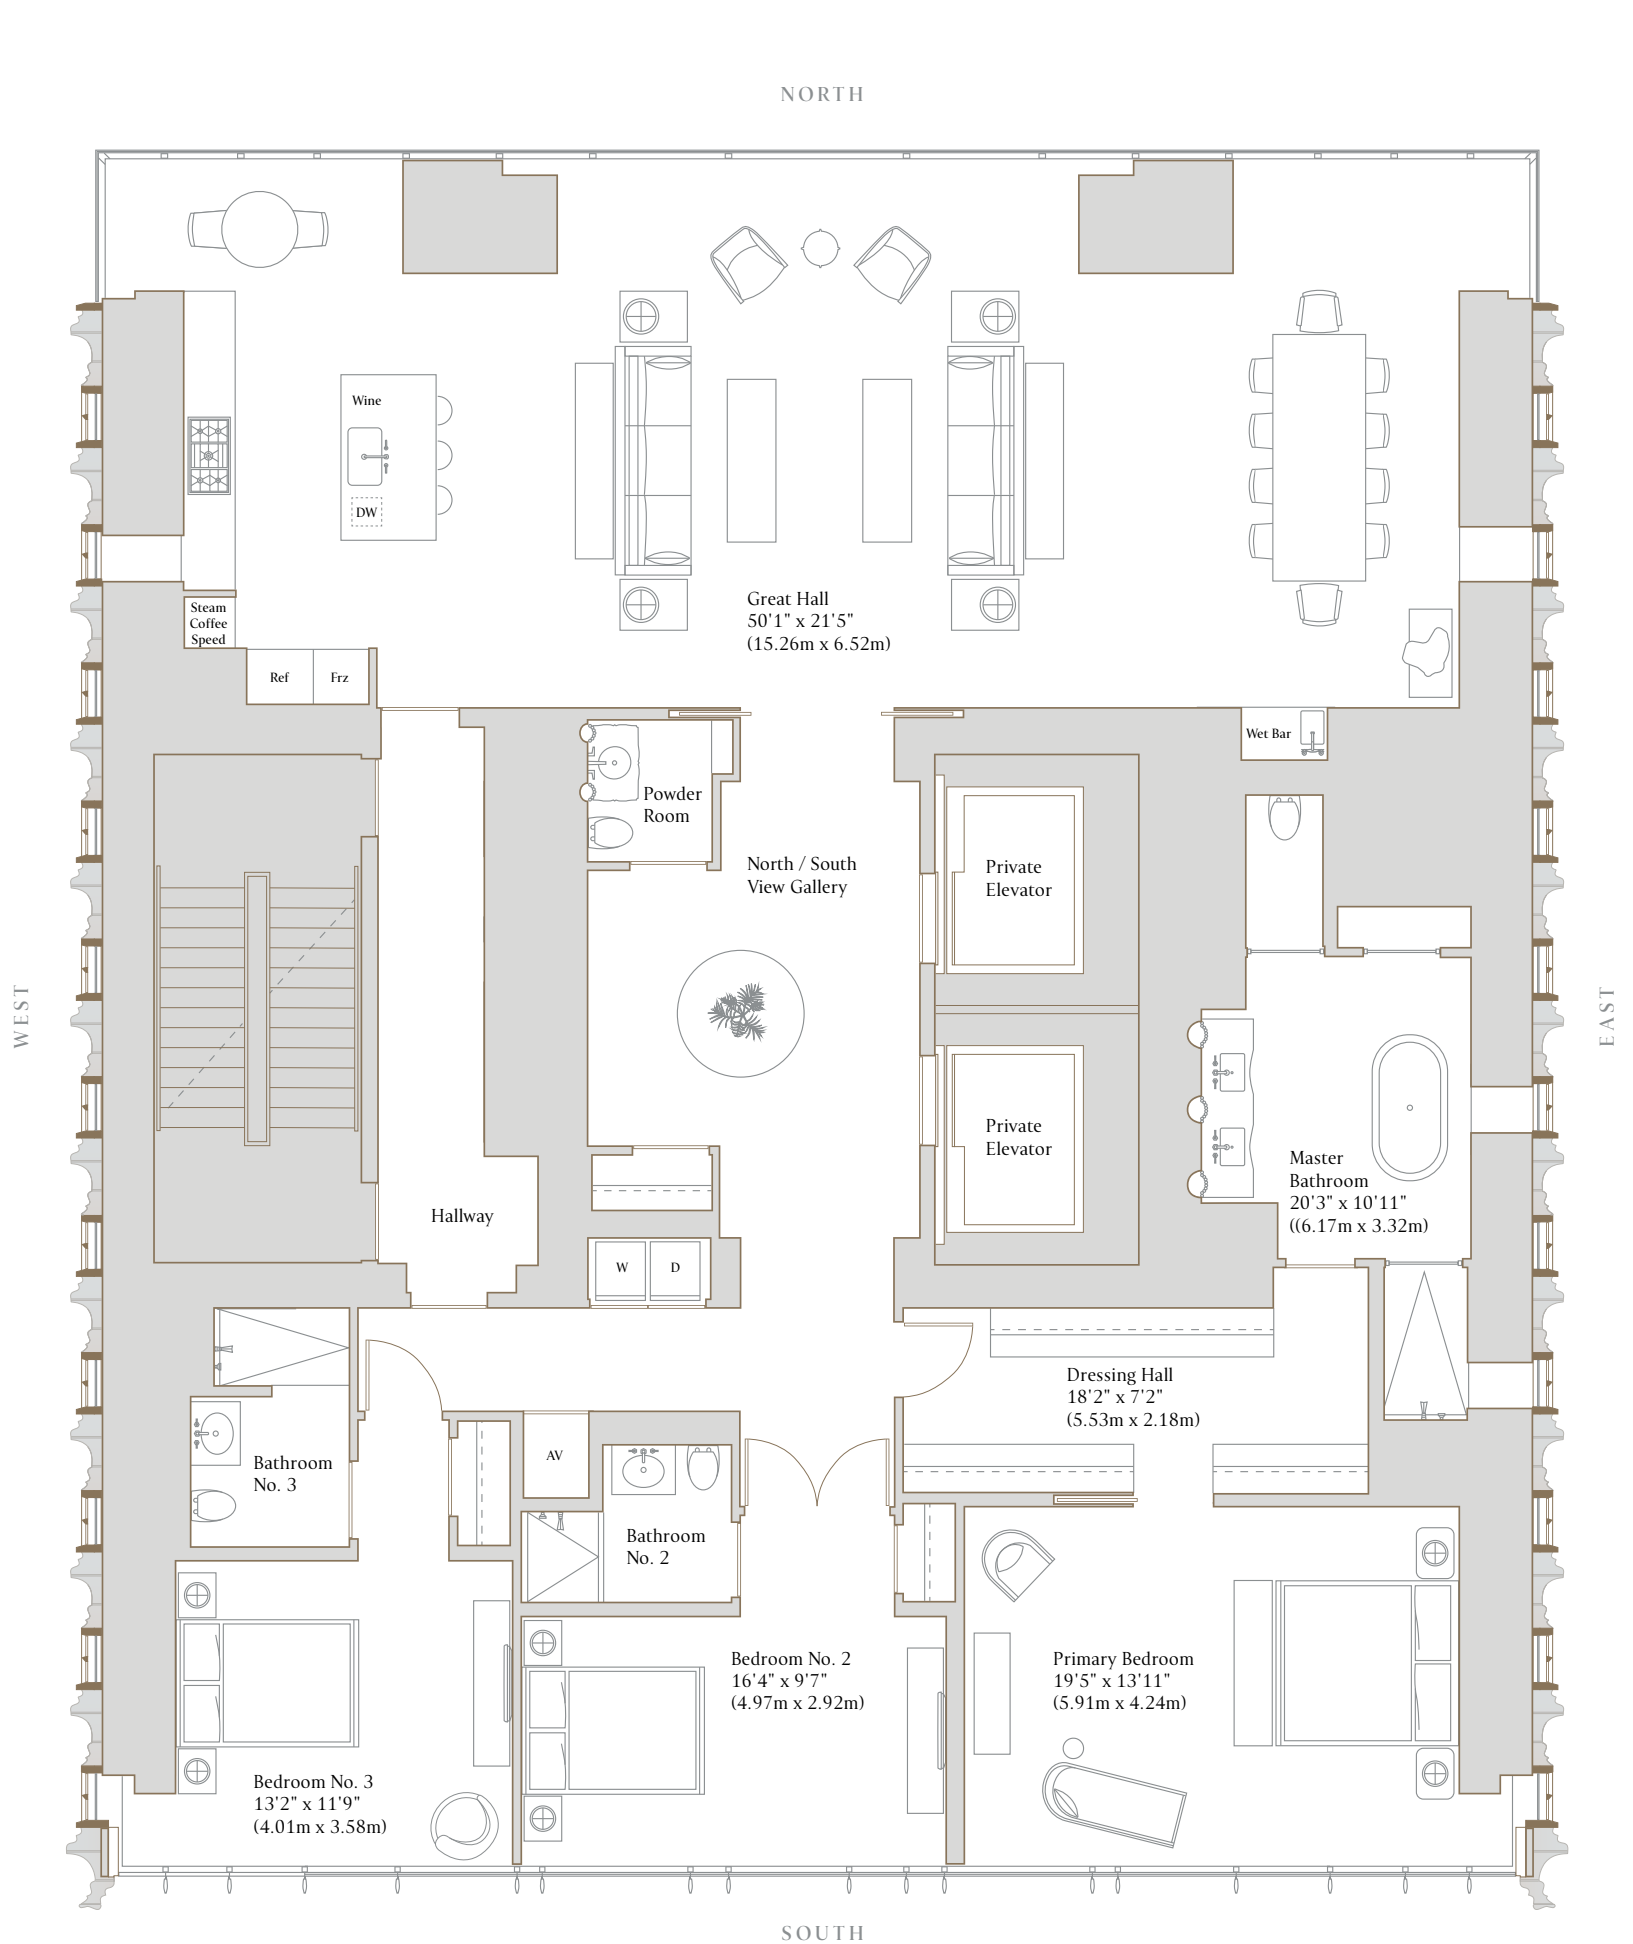 NORTH
Wine
DW
Great Hall
50'1" x 21'5"
(15.26m x 6.52m)
Steam
Coffee
Speed
Ref
Frz
Wet Bar
Powder
Room
North / South
View Gallery
Private
Elevator
WEST
EAST
Private
Elevator
Master
Bathroom
20'3" x 10'11"
((6.17m x 3.32m)
Hallway
W
D
Dressing Hall
18'2" x 7'2"
(5.53m x 2.18m)
Bathroom
No. 3
AV
Bathroom
No. 2
Bedroom No. 2
16'4" x 9'7"
(4.97m x 2.92m)
Primary Bedroom
19'5" x 13'11"
(5.91m x 4.24m)
Bedroom No. 3
13'2" x 11'9"
(4.01m x 3.58m)
SOUTH